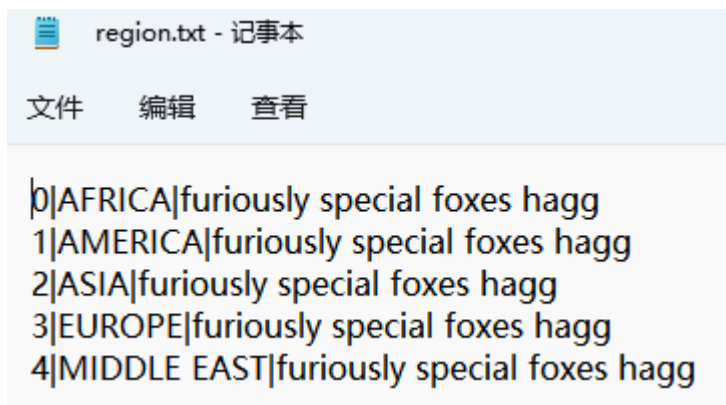 region.txt - 记事本
文件 编辑 查看
0|AFRICA|furiously special foxes hagg
1|AMERICA|furiously special foxes hagg
2|ASIA|furiously special foxes hagg
3|EUROPE|furiously special foxes hagg
4|MIDDLE EAST|furiously special foxes hagg